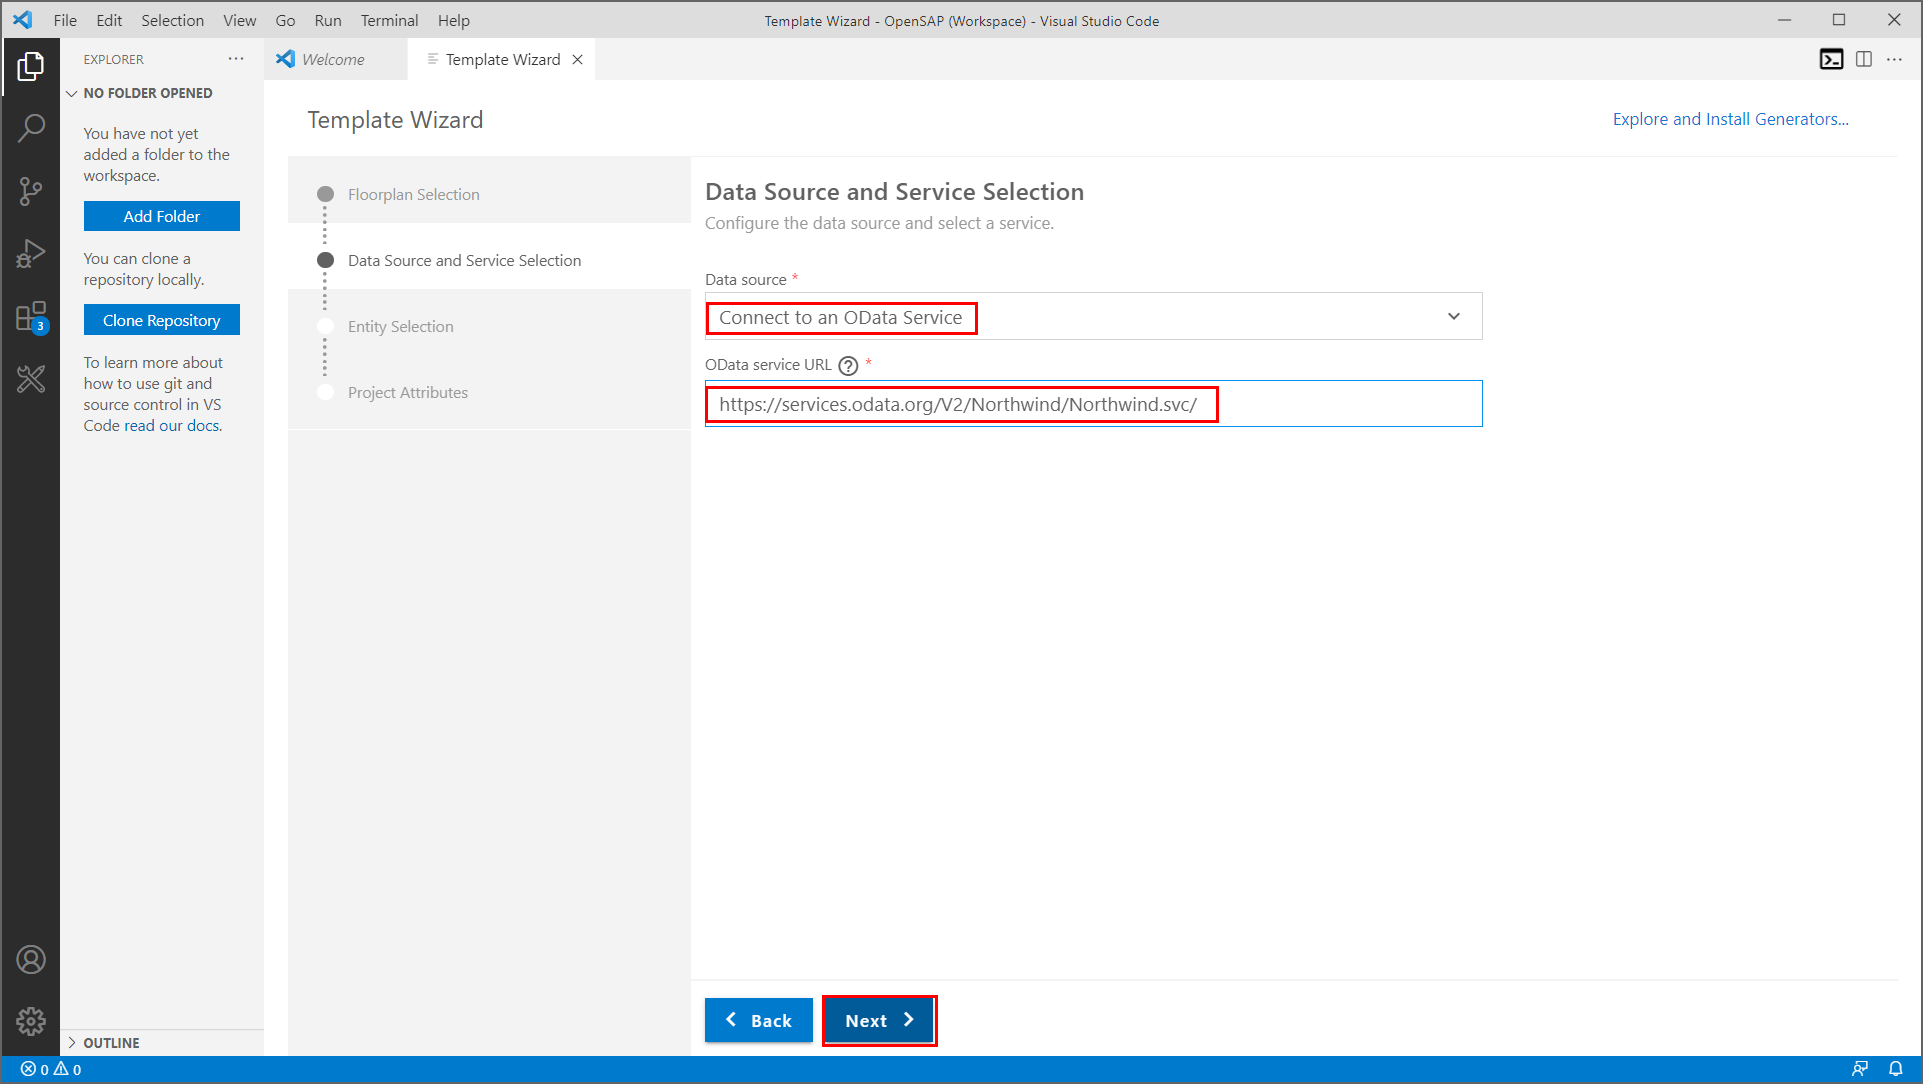 File Edit Selection View Go Run Terminal Help
Template Wizard - OpenSAP (Workspace) - Visual Studio Code
EXPLORER
Welcome
Template Wizard
NO FOLDER OPENED
You have not yet
added a folder to the
workspace.
Add Folder
You can clone a
repository locally.
Clone Repository
To learn more about
how to use git and
source control in VS
Code read our docs.
OUTLINE
3
Template Wizard
Explore and Install Generators...
Floorplan Selection
Data Source and Service Selection
Entity Selection
Project Attributes
Data Source and Service Selection
Configure the data source and select a service.
Data source *
Connect to an OData Service
OData service URL ? *
https://services.odata.org/V2/Northwind/Northwind.svc/
Back
Next
0 0